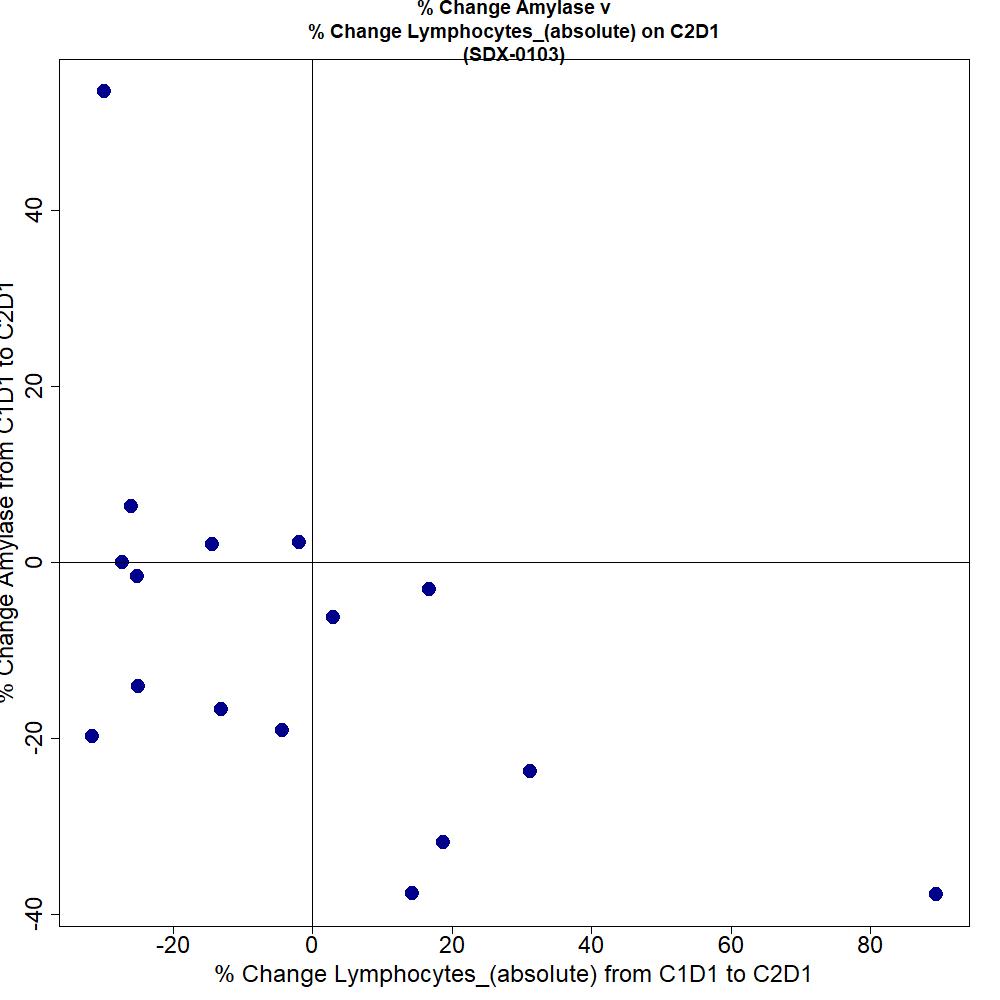 % Change Amylase v
% Change Lymphocytes_(absolute) on C2D1
(SDX-0103)
% Change Amylase from C1D1 to C2D1
40
20
0
-20
-40
-20
0
20
40
60
80
% Change Lymphocytes_(absolute) from C1D1 to C2D1